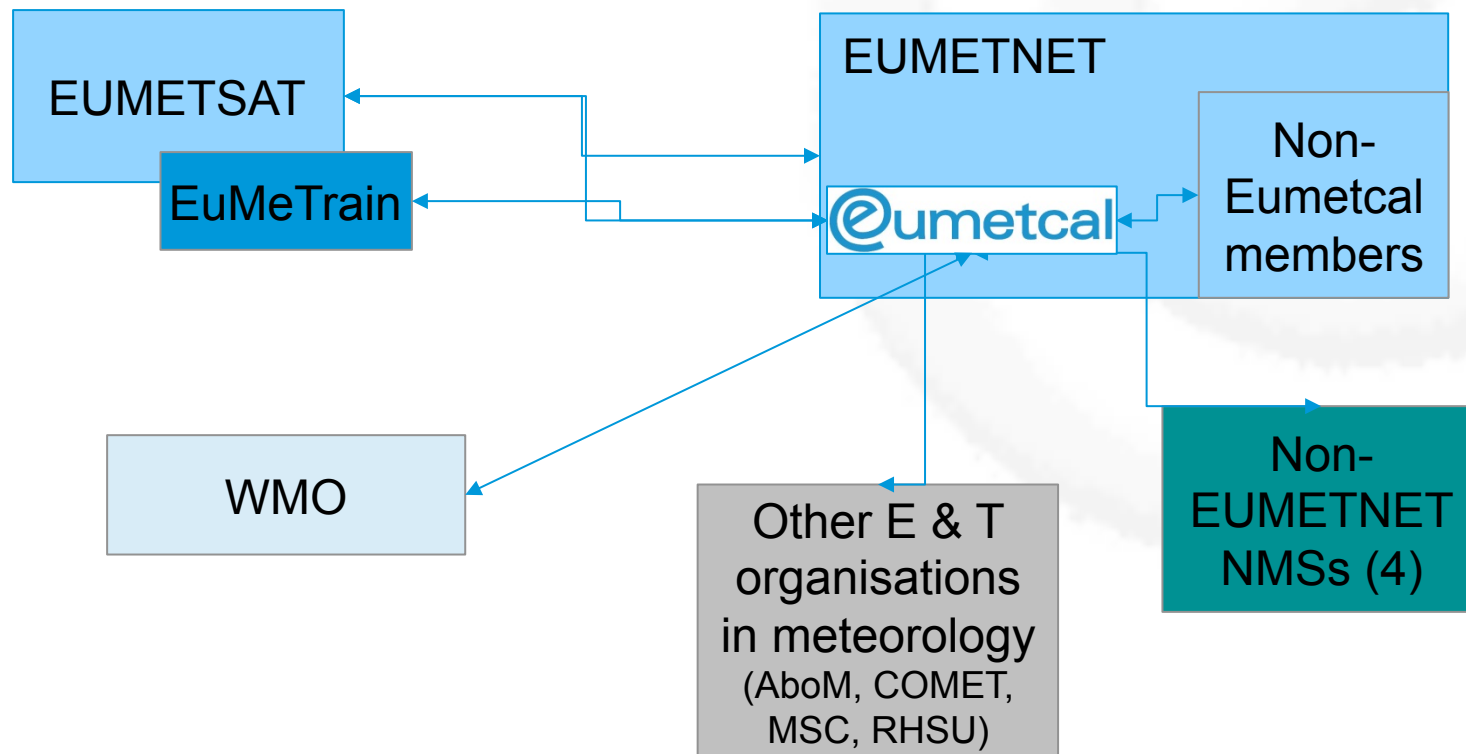 EUMETSAT
EuMeTrain
EUMETNET
eumetcal
Non-
Eumetcal
members
WMO
Other E & T
organisations
in meteorology
(AboM, COMET,
MSC, RHSU)
Non-
EUMETNET
NMSs (4)